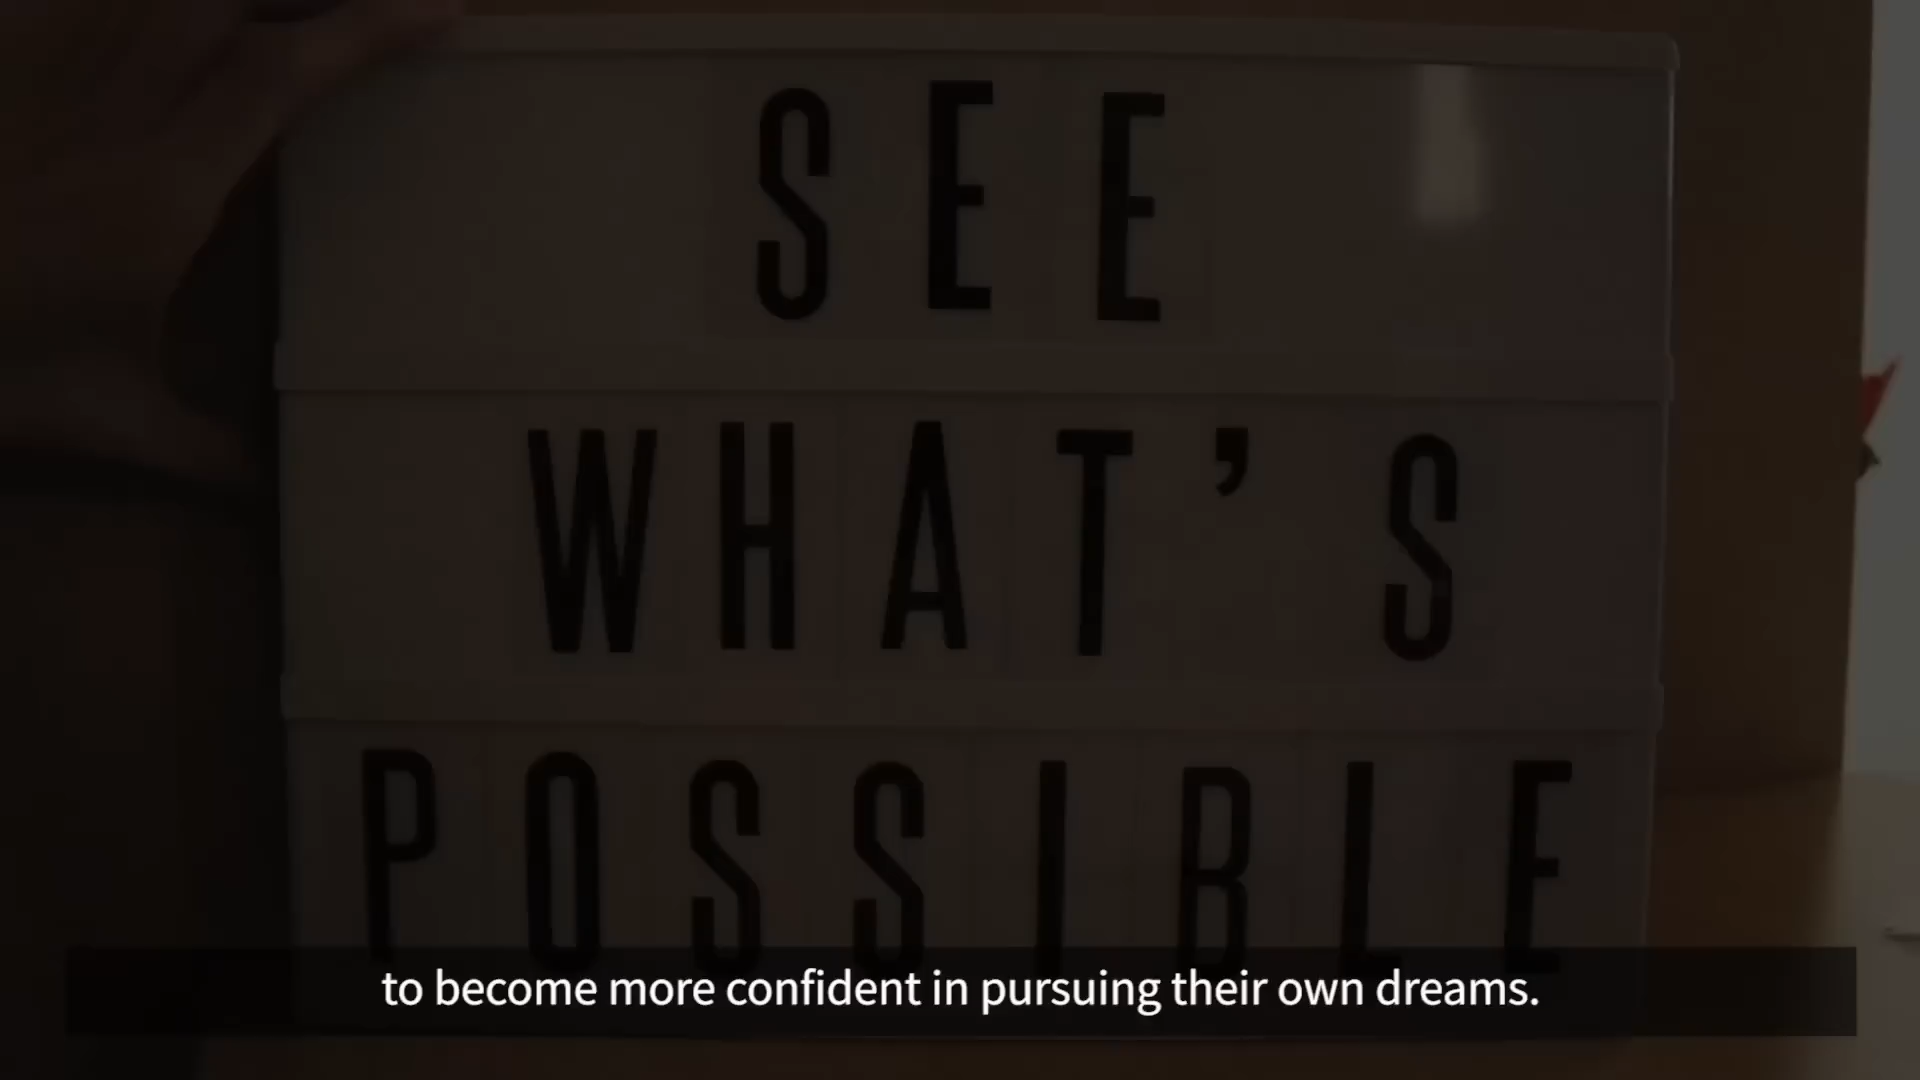 SEE
WHAT'S
POSSIBLE
to become more confident in pursuing their own dreams.